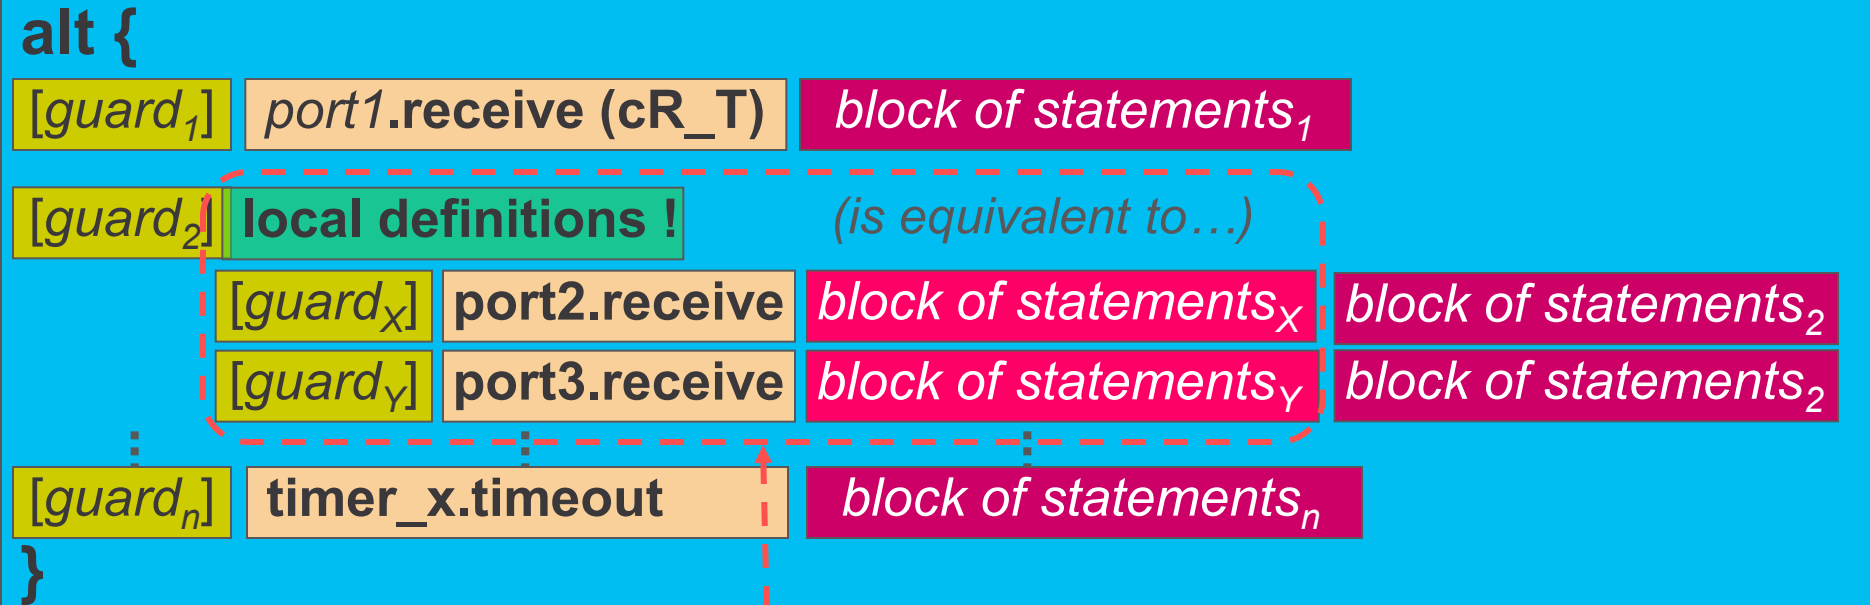 alt {
[guard1] port1.receive (cR_T) block of statements1
[guard2] local definitions ! (is equivalent to…)
[guardX] port2.receive block of statementsX block of statements2
[guardY] port3.receive block of statementsY block of statements2
[guardn] timer_x.timeout block of statementsn
}